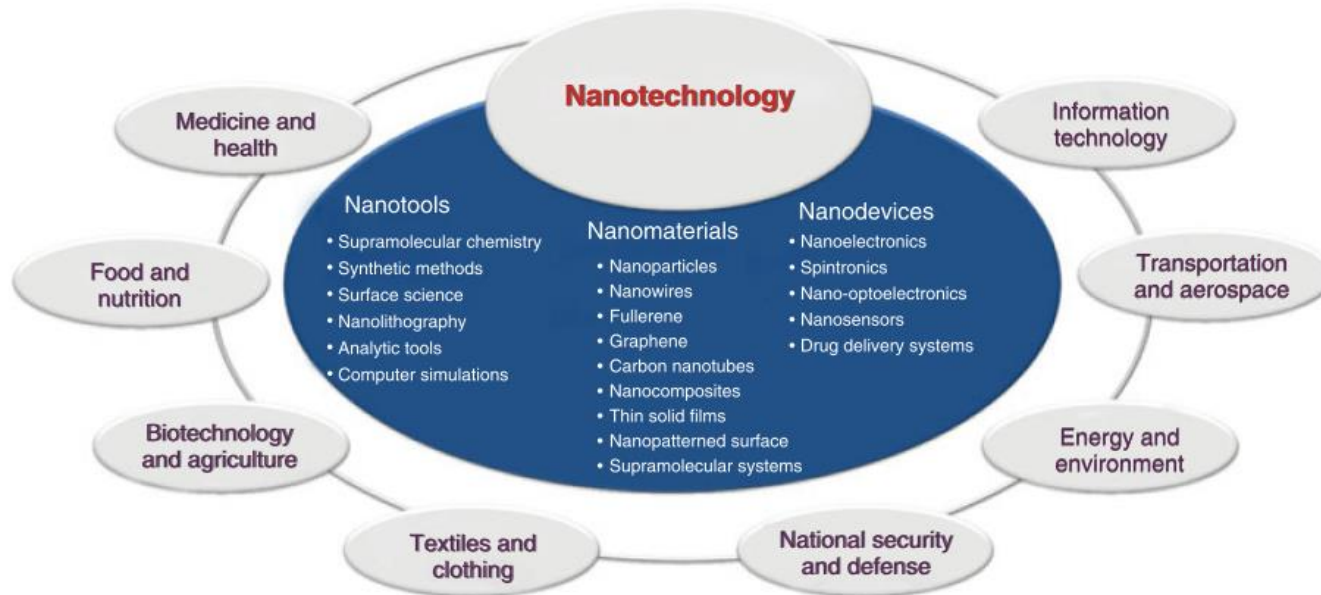 Nanotechnology
Medicine and
health
Information
technology
Food and
nutrition
Transportation
and aerospace
Biotechnology
and agriculture
Energy and
environment
Textiles and
clothing
National security
and defense
Nanotools
• Supramolecular chemistry
• Synthetic methods
• Surface science
• Nanolithography
• Analytic tools
• Computer simulations
Nanomaterials
• Nanoparticles
• Nanowires
• Fullerene
• Graphene
• Carbon nanotubes
• Nanocomposites
• Thin solid films
• Nanopatterned surface
• Supramolecular systems
Nanodevices
• Nanoelectronics
• Spintronics
• Nano-optoelectronics
• Nanosensors
• Drug delivery systems